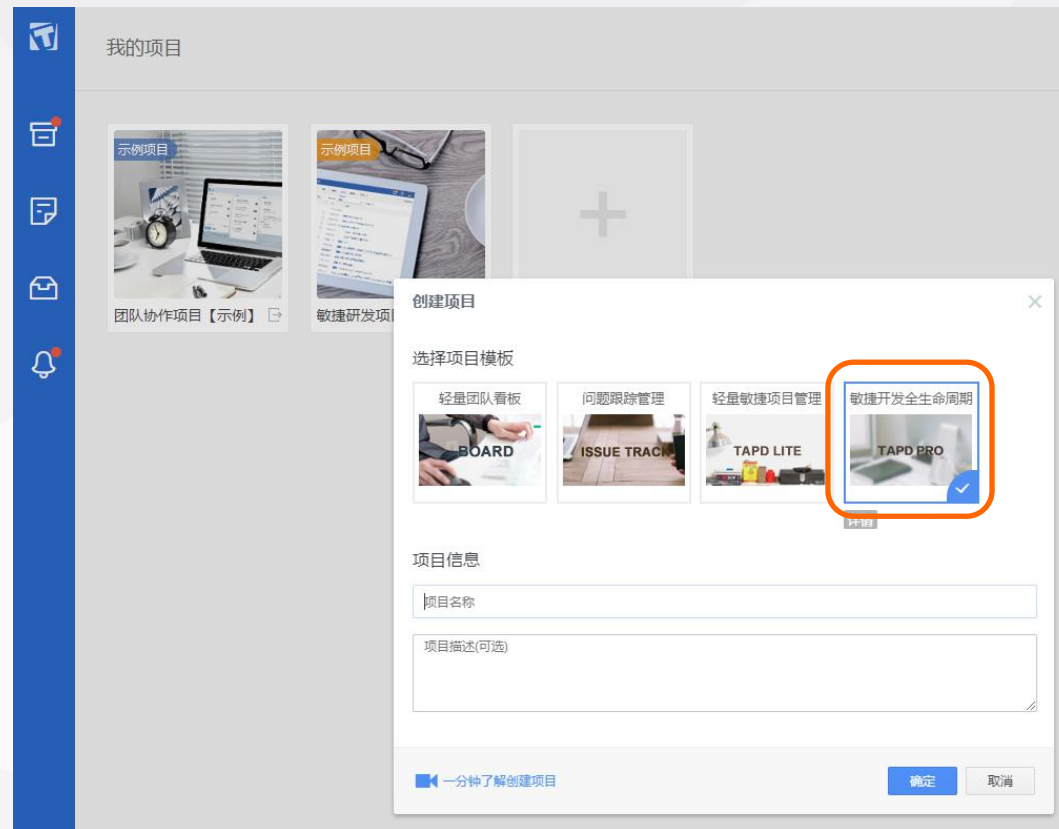 我的项目
示例项目
示例项目
团队协作项目【示例】
敏捷研发项
创建项目
选择项目模板
轻量团队看板
问题跟踪管理
轻量敏捷项目管理
敏捷开发全生命周期
BOARD
ISSUE TRACK
TAPD LITE
TAPD PRO
详情
项目信息
项目名称
项目描述(可选)
一分钟了解创建项目
确定
取消